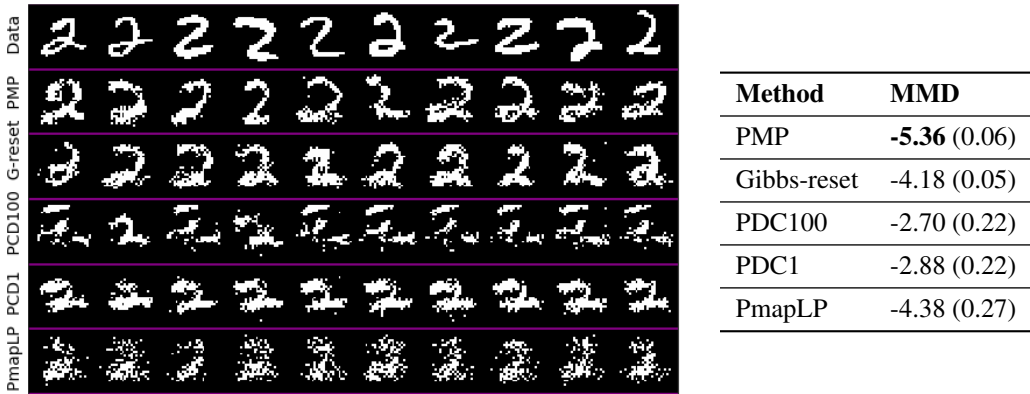 Data
PMP
G-reset
PCD100
PCD1
PmapLP
Method MMD
PMP -5.36 (0.06)
Gibbs-reset -4.18 (0.05)
PDC100 -2.70 (0.22)
PDC1 -2.88 (0.22)
PmapLP -4.38 (0.27)